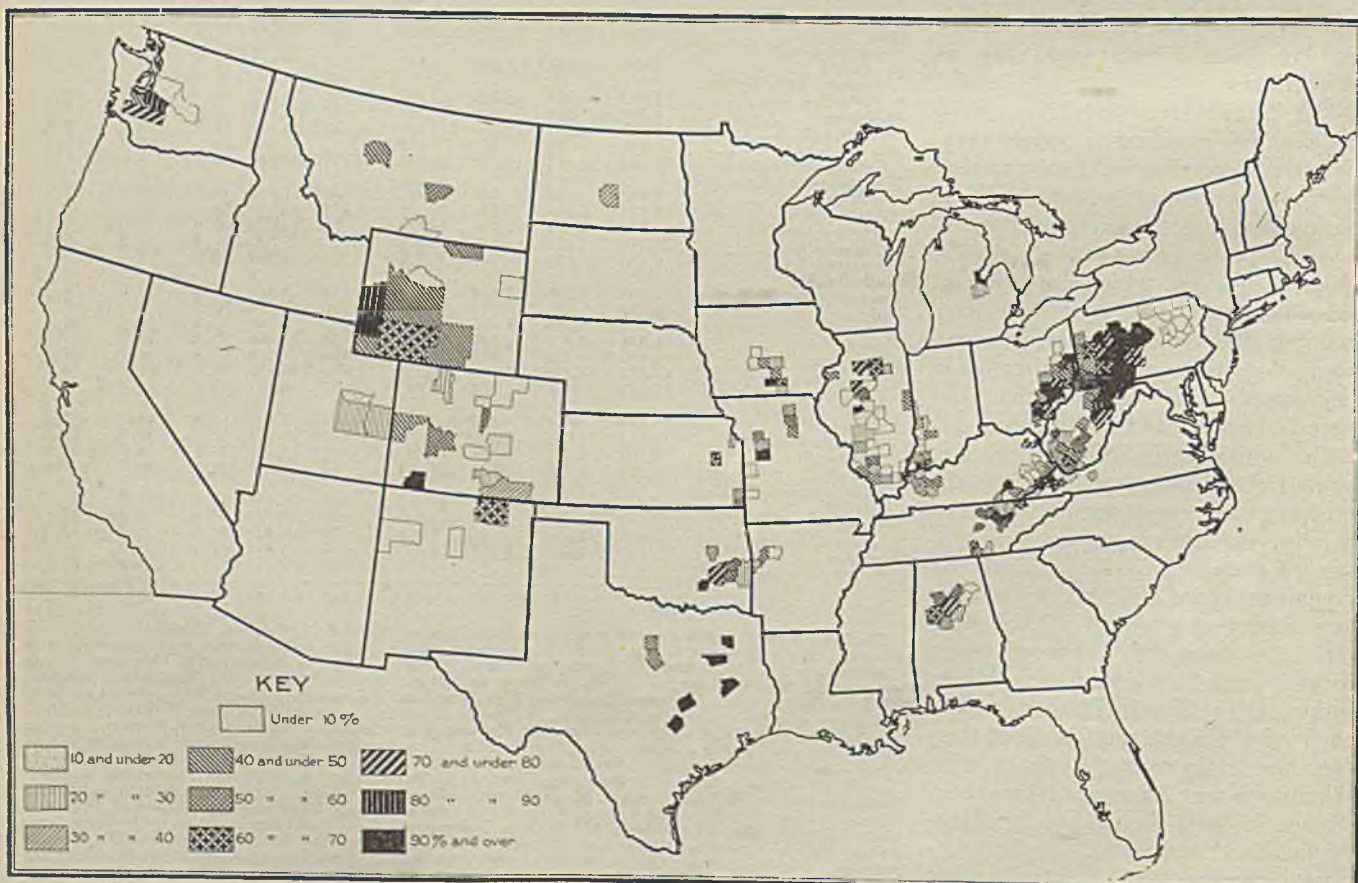 KEY
Under 10%
10 and under 20
40 and under 50
70 and under 80
20 " " 30
50 " " 60
80 " " 90
30 " " 40
60 " " 70
90% and over